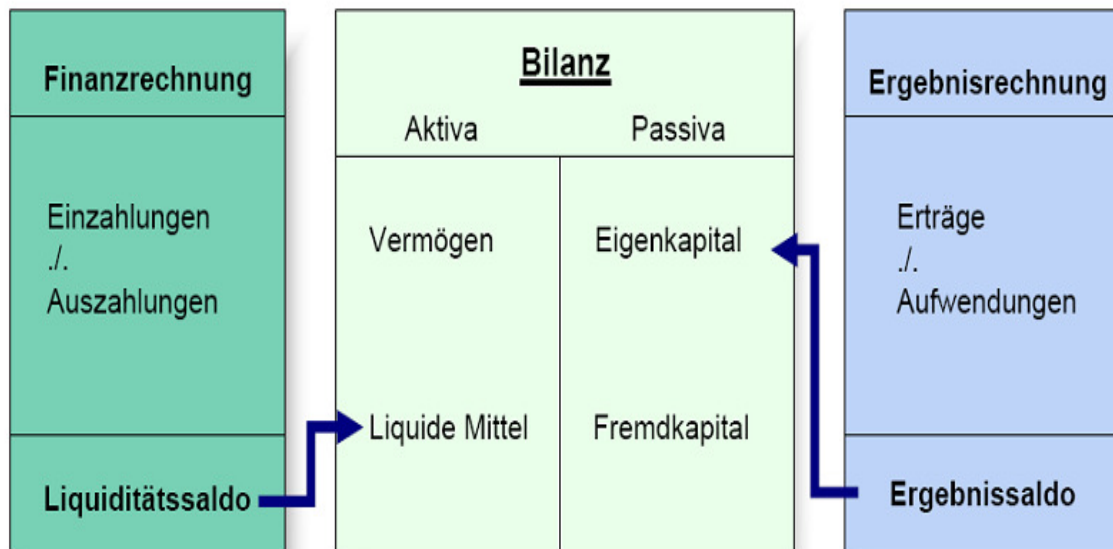 Finanzrechnung
Einzahlungen
./.
Auszahlungen
Liquiditätssaldo
Bilanz
Aktiva Passiva
Vermögen Eigenkapital
Liquide Mittel Fremdkapital
Ergebnisrechnung
Erträge
./.
Aufwendungen
Ergebnissaldo